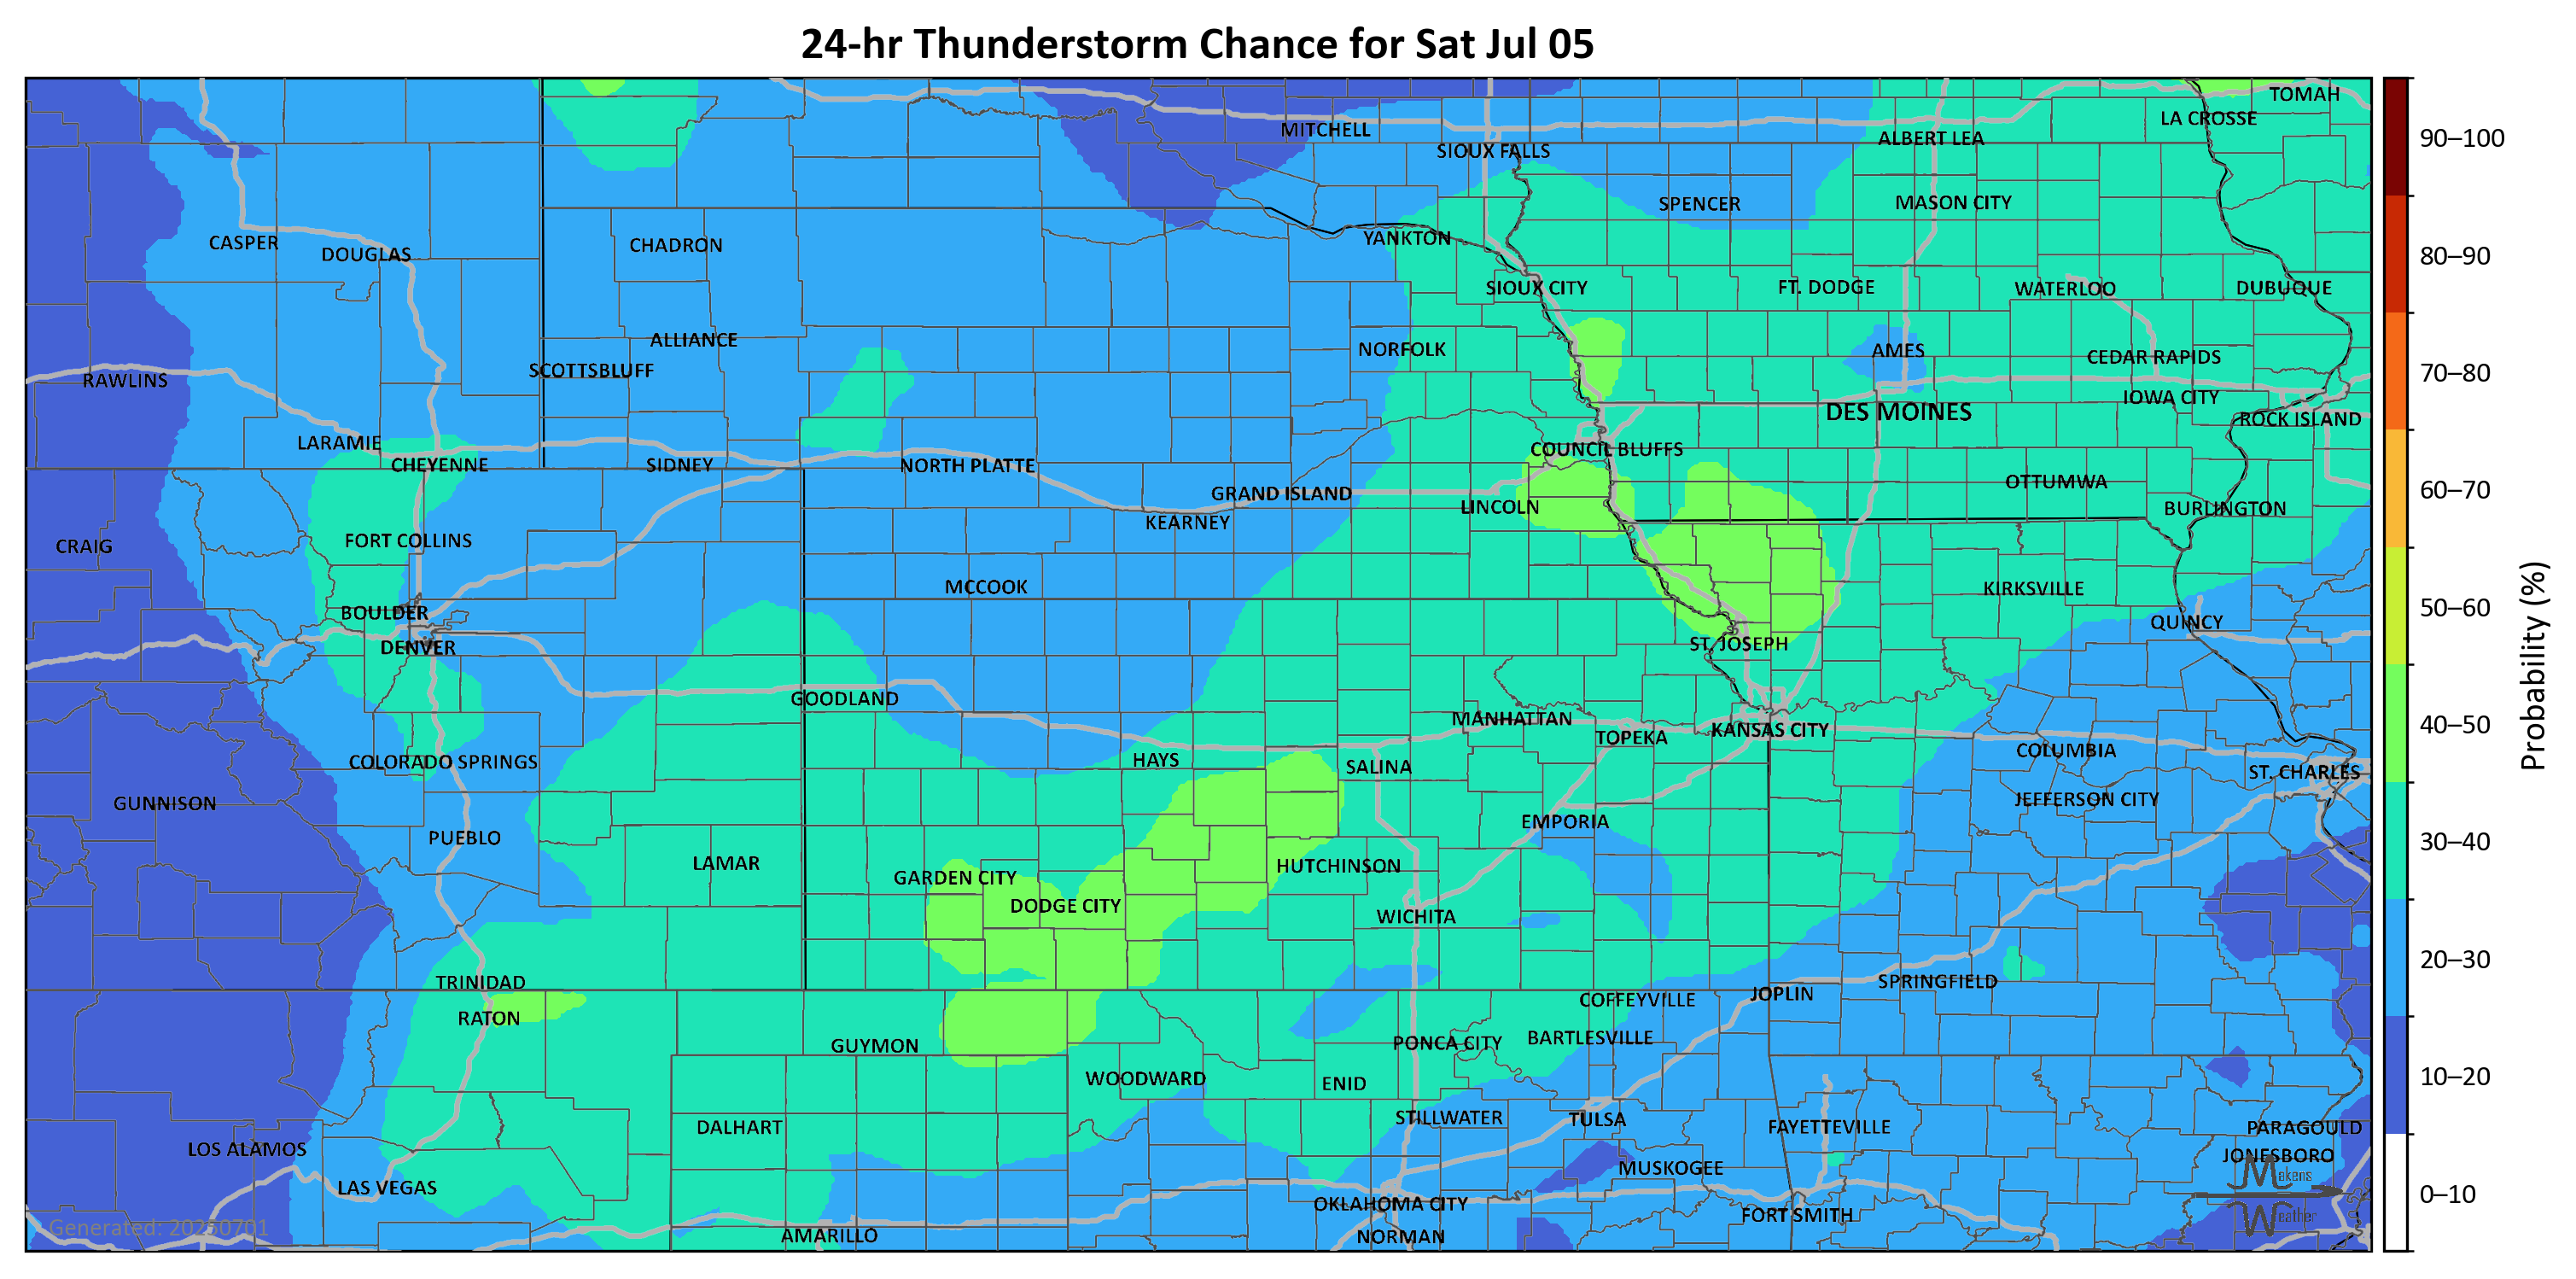 24-hr Thunderstorm Chance for Sat Jul 05
TOMAH
LA CROSSE
MITCHELL
ALBERT LEA
90–100
SIOUX FALLS
SPENCER
MASON CITY
CASPER
DOUGLAS
CHADRON
YANKTON
80–90
SIOUX CITY
FT. DODGE
WATERLOO
DUBUQUE
ALLIANCE
NORFOLK
AMES
CEDAR RAPIDS
RAWLINS
SCOTTSBLUFF
70–80
IOWA CITY
DES MOINES
ROCK ISLAND
LARAMIE
COUNCIL BLUFFS
CHEYENNE
SIDNEY
NORTH PLATTE
OTTUMWA
60–70
GRAND ISLAND
LINCOLN
BURLINGTON
KEARNEY
CRAIG
FORT COLLINS
MCCOOK
KIRKSVILLE
50–60
BOULDER
QUINCY
DENVER
ST. JOSEPH
Probability (%)
GOODLAND
MANHATTAN
KANSAS CITY
40–50
TOPEKA
COLUMBIA
COLORADO SPRINGS
HAYS
SALINA
ST. CHARLES
GUNNISON
JEFFERSON CITY
EMPORIA
PUEBLO
30–40
LAMAR
HUTCHINSON
GARDEN CITY
DODGE CITY
WICHITA
20–30
TRINIDAD
SPRINGFIELD
JOPLIN
COFFEYVILLE
RATON
GUYMON
PONCA CITY
BARTLESVILLE
WOODWARD
ENID
10–20
STILLWATER
TULSA
DALHART
FAYETTEVILLE
PARAGOULD
LOS ALAMOS
JONESBORO
MUSKOGEE
Makens
LAS VEGAS
OKLAHOMA CITY
0–10
FORT SMITH
Weather
Generated: 20250701
AMARILLO
NORMAN